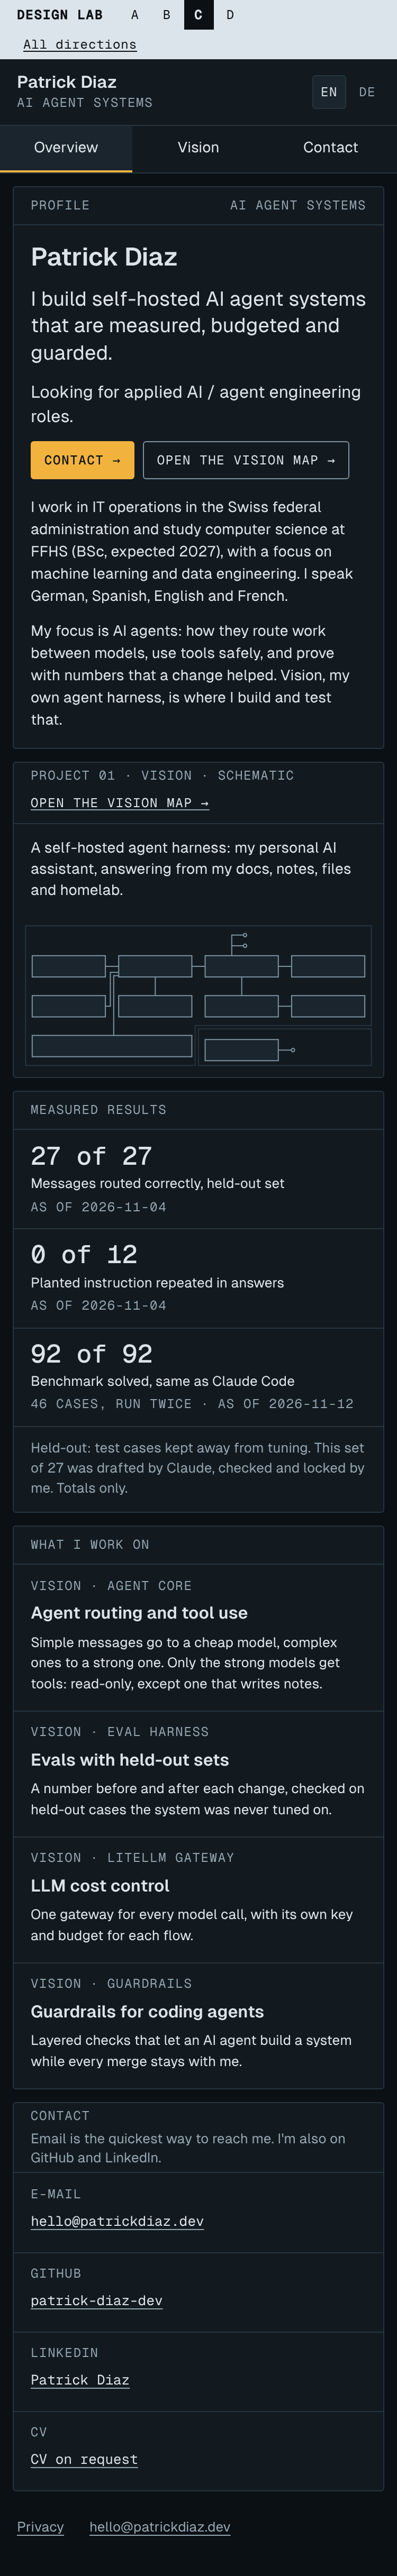 DESIGN LAB A B C D
All directions
Patrick Diaz
AI AGENT SYSTEMS
EN DE
Overview Vision Contact
PROFILE AI AGENT SYSTEMS
Patrick Diaz
I build self-hosted AI agent systems
that are measured, budgeted and
guarded.
Looking for applied AI / agent engineering
roles.
CONTACT → OPEN THE VISION MAP →
I work in IT operations in the Swiss federal
administration and study computer science at
FFHS (BSc, expected 2027), with a focus on
machine learning and data engineering. I speak
German, Spanish, English and French.
My focus is AI agents: how they route work
between models, use tools safely, and prove
with numbers that a change helped. Vision, my
own agent harness, is where I build and test
that.
PROJECT 01 · VISION · SCHEMATIC
OPEN THE VISION MAP →
A self-hosted agent harness: my personal AI
assistant, answering from my docs, notes, files
and homelab.
MEASURED RESULTS
27 of 27
Messages routed correctly, held-out set
AS OF 2026-11-04
0 of 12
Planted instruction repeated in answers
AS OF 2026-11-04
92 of 92
Benchmark solved, same as Claude Code
46 CASES, RUN TWICE · AS OF 2026-11-12
Held-out: test cases kept away from tuning. This set
of 27 was drafted by Claude, checked and locked by
me. Totals only.
WHAT I WORK ON
VISION · AGENT CORE
Agent routing and tool use
Simple messages go to a cheap model, complex
ones to a strong one. Only the strong models get
tools: read-only, except one that writes notes.
VISION · EVAL HARNESS
Evals with held-out sets
A number before and after each change, checked on
held-out cases the system was never tuned on.
VISION · LITELLM GATEWAY
LLM cost control
One gateway for every model call, with its own key
and budget for each flow.
VISION · GUARDRAILS
Guardrails for coding agents
Layered checks that let an AI agent build a system
while every merge stays with me.
CONTACT
Email is the quickest way to reach me. I'm also on
GitHub and LinkedIn.
E-MAIL
hello@patrickdiaz.dev
GITHUB
patrick-diaz-dev
LINKEDIN
Patrick Diaz
CV
CV on request
Privacy hello@patrickdiaz.dev